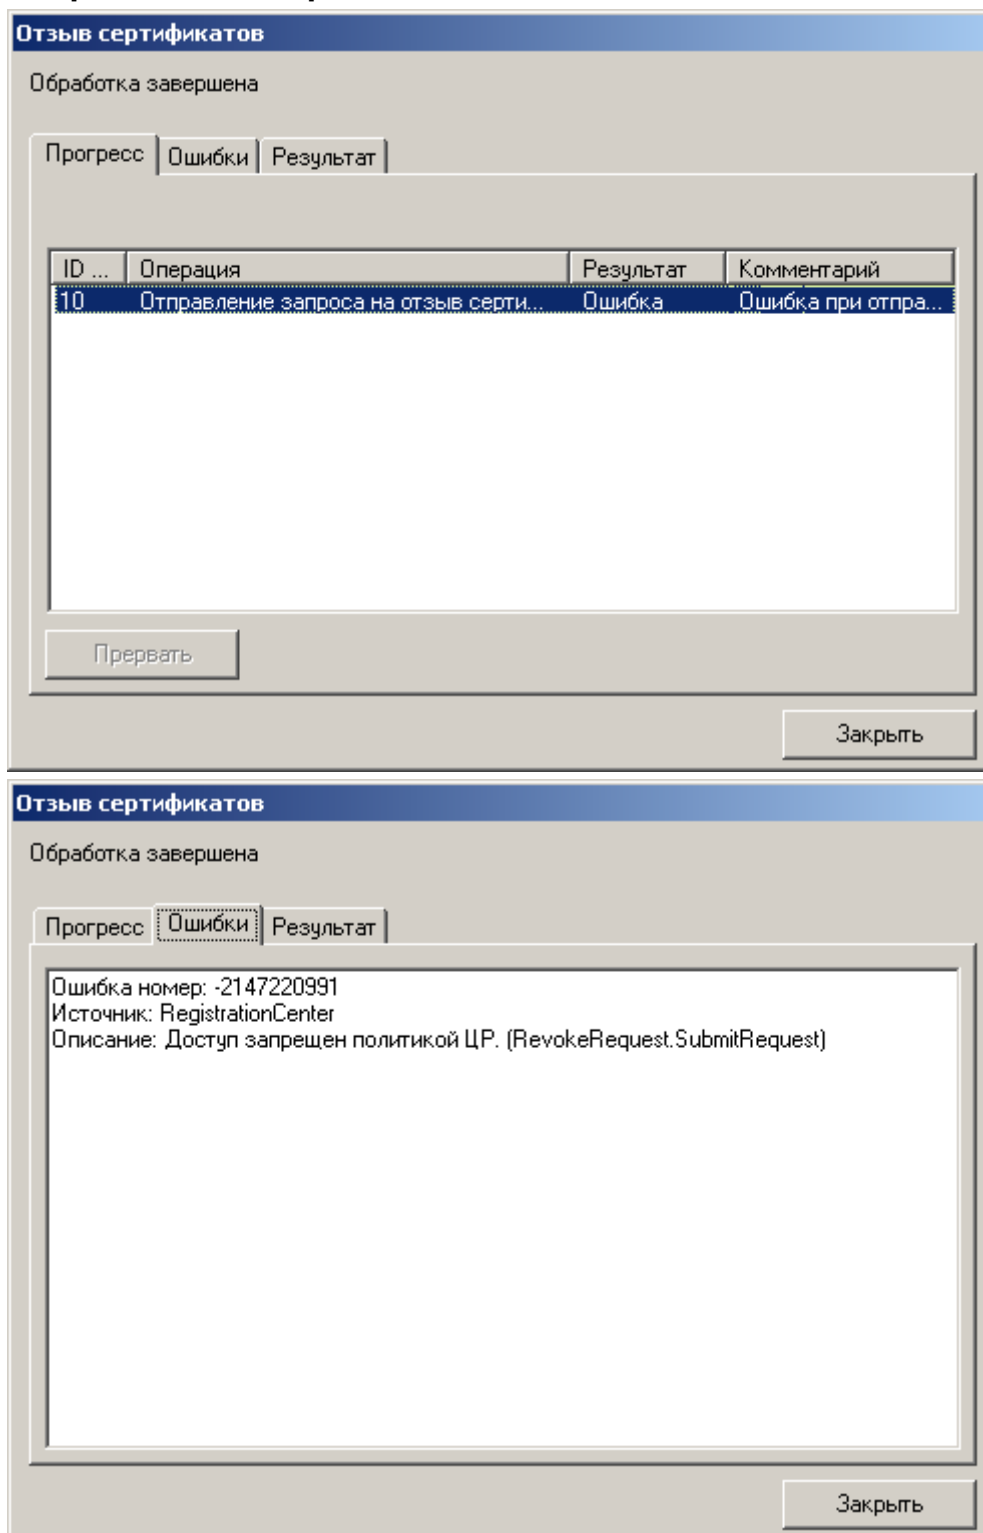 Отзыв сертификатов
Обработка завершена
Прогресс Ошибки Результат
ID ... Операция Результат Комментарий
10 Отправление запроса на отзыв серти... Ошибка Ошибка при отпра...
Прервать
Закрыть
Отзыв сертификатов
Обработка завершена
Прогресс Ошибки Результат
Ошибка номер: -2147220991
Источник: RegistrationCenter
Описание: Доступ запрещен политикой ЦР. (RevokeRequest.SubmitRequest)
Закрыть